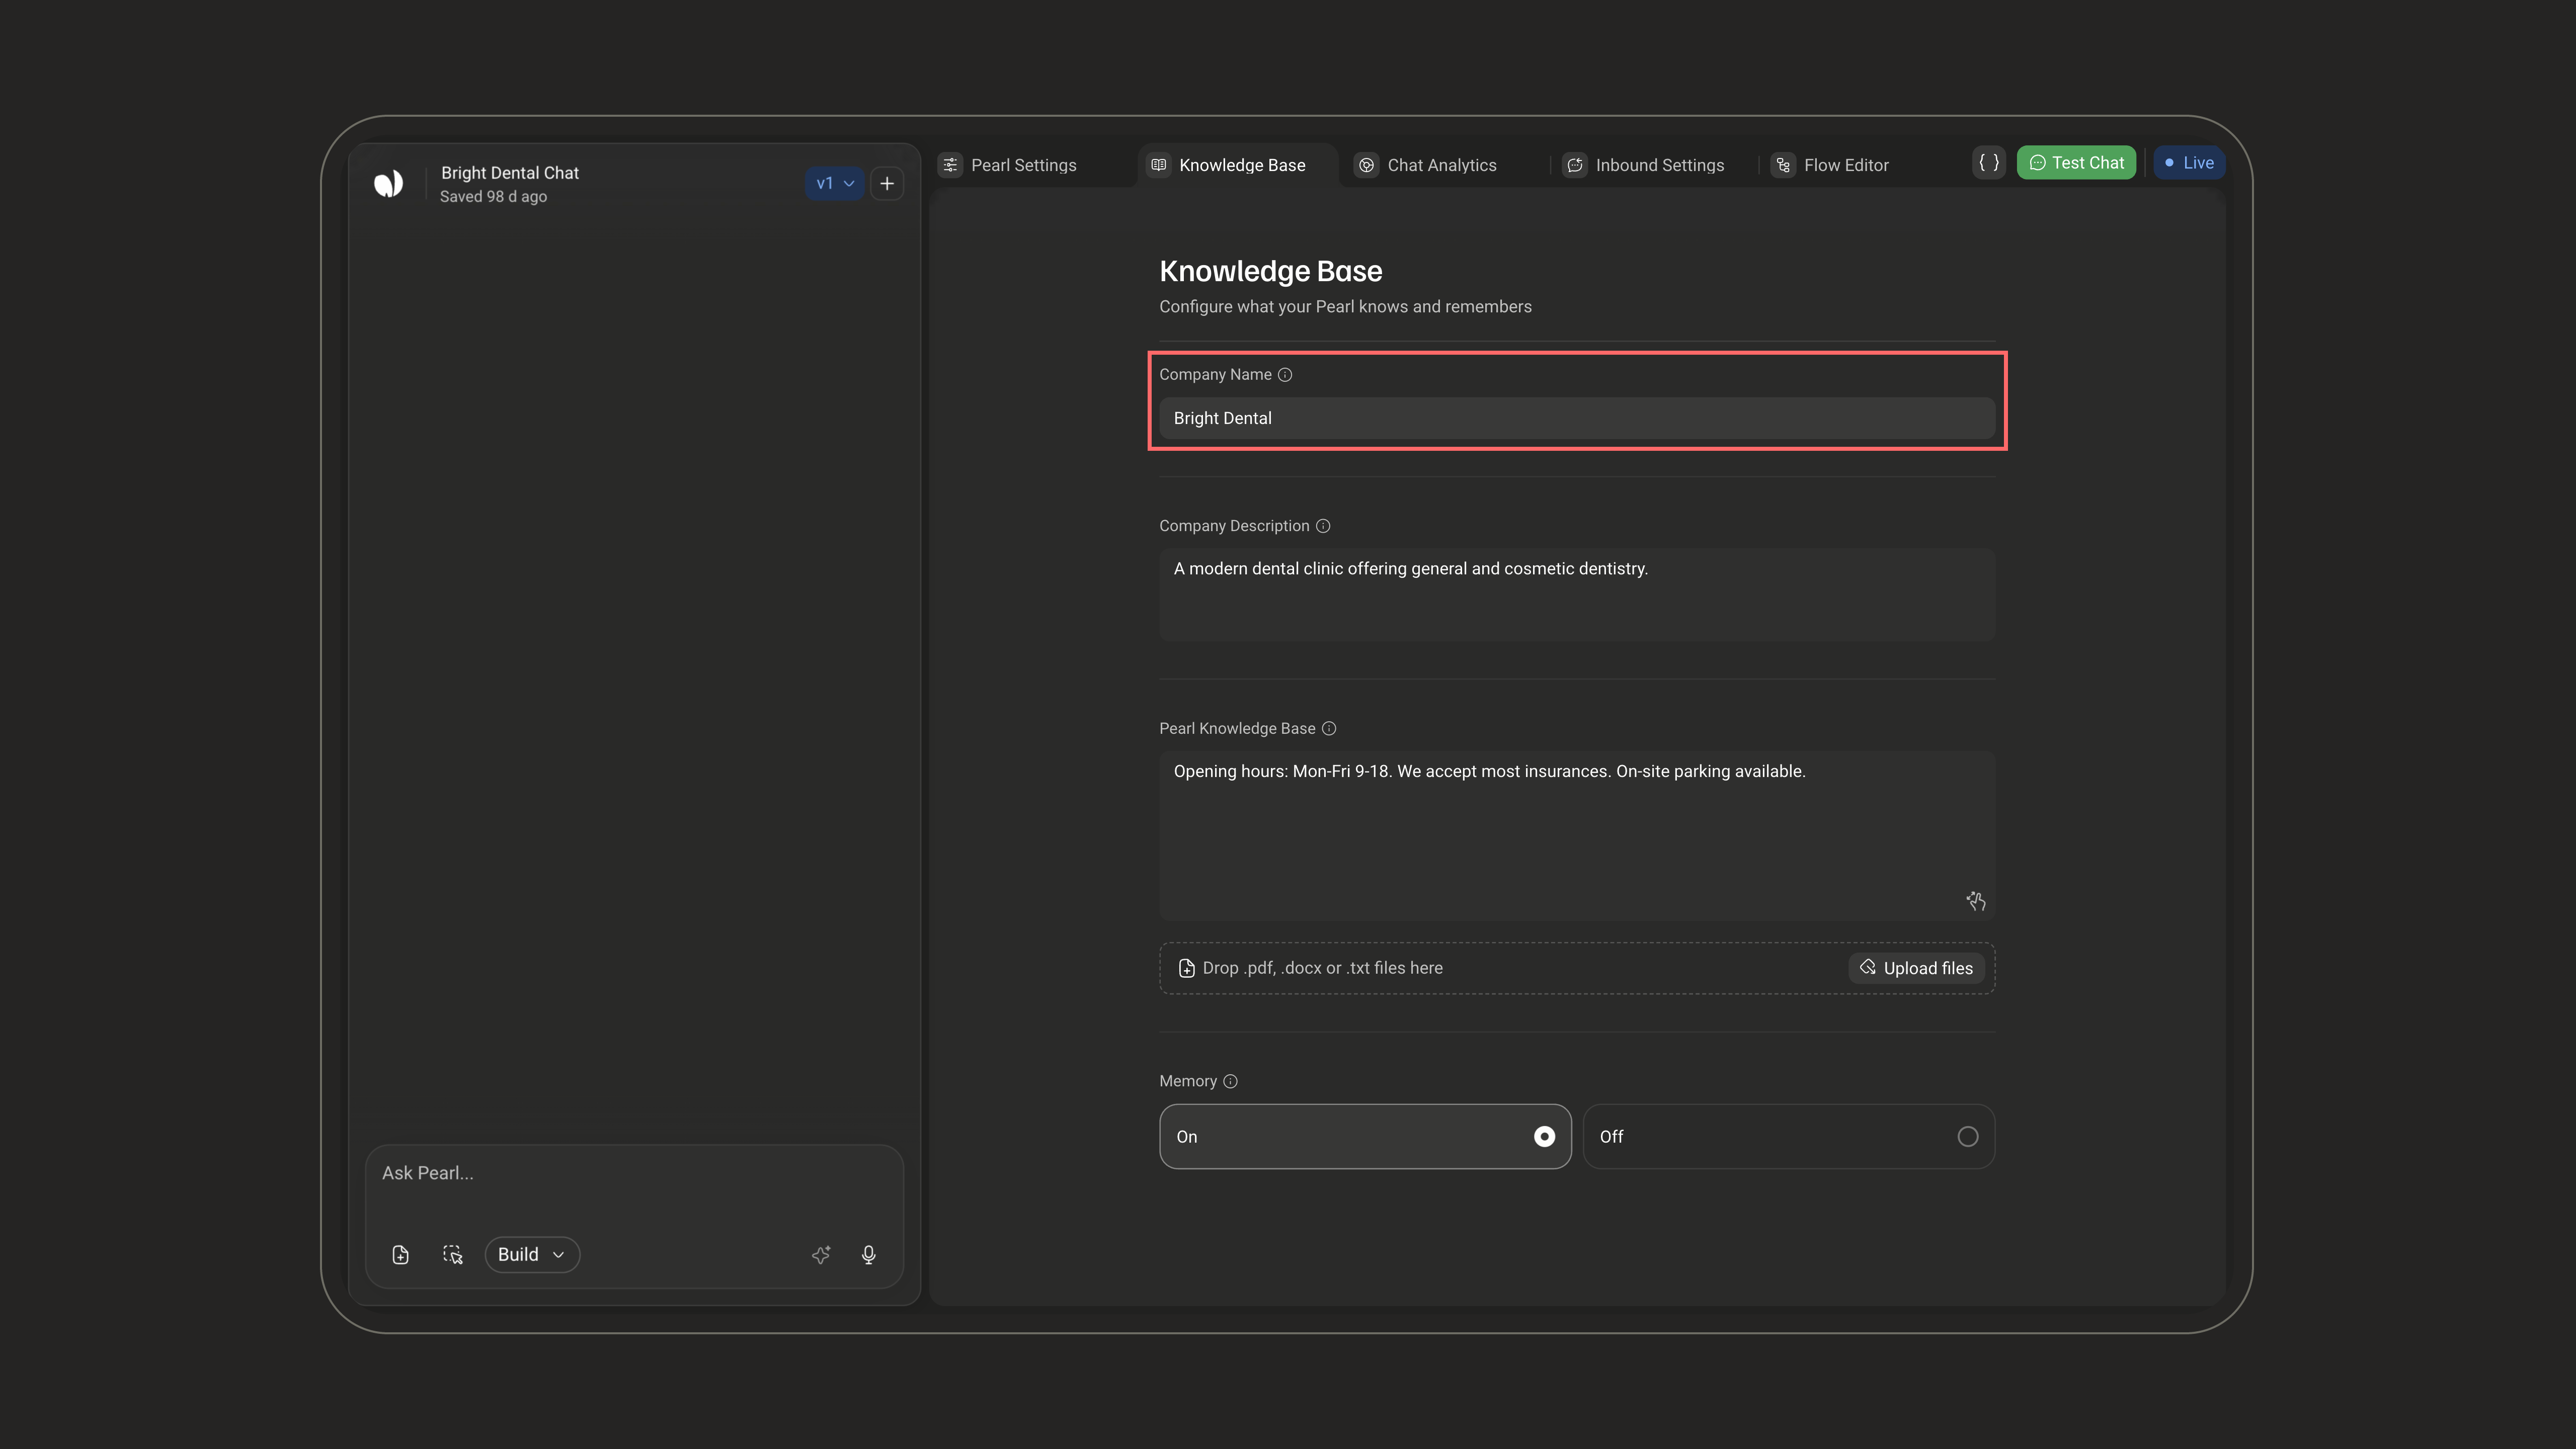 Bright Dental Chat
Saved 98 d ago
v1
Pearl Settings
Knowledge Base
Chat Analytics
Inbound Settings
Flow Editor
{ }
Test Chat
Live
Knowledge Base
Configure what your Pearl knows and remembers
Company Name
Bright Dental
Company Description
A modern dental clinic offering general and cosmetic dentistry.
Pearl Knowledge Base
Opening hours: Mon-Fri 9-18. We accept most insurances. On-site parking available.
Drop .pdf, .docx or .txt files here
Upload files
Memory
On
Off
Ask Pearl...
Build